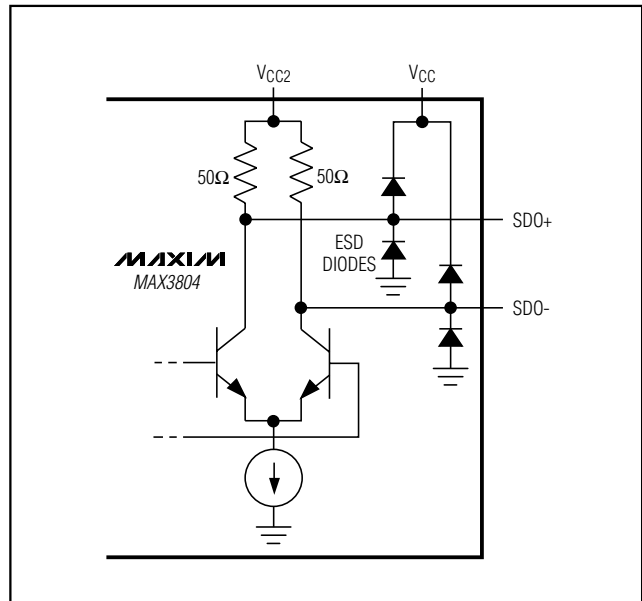 VCC2 VCC
50Ω 50Ω
SDO+
ESD
DIODES
MAXIM
MAX3804
SDO-